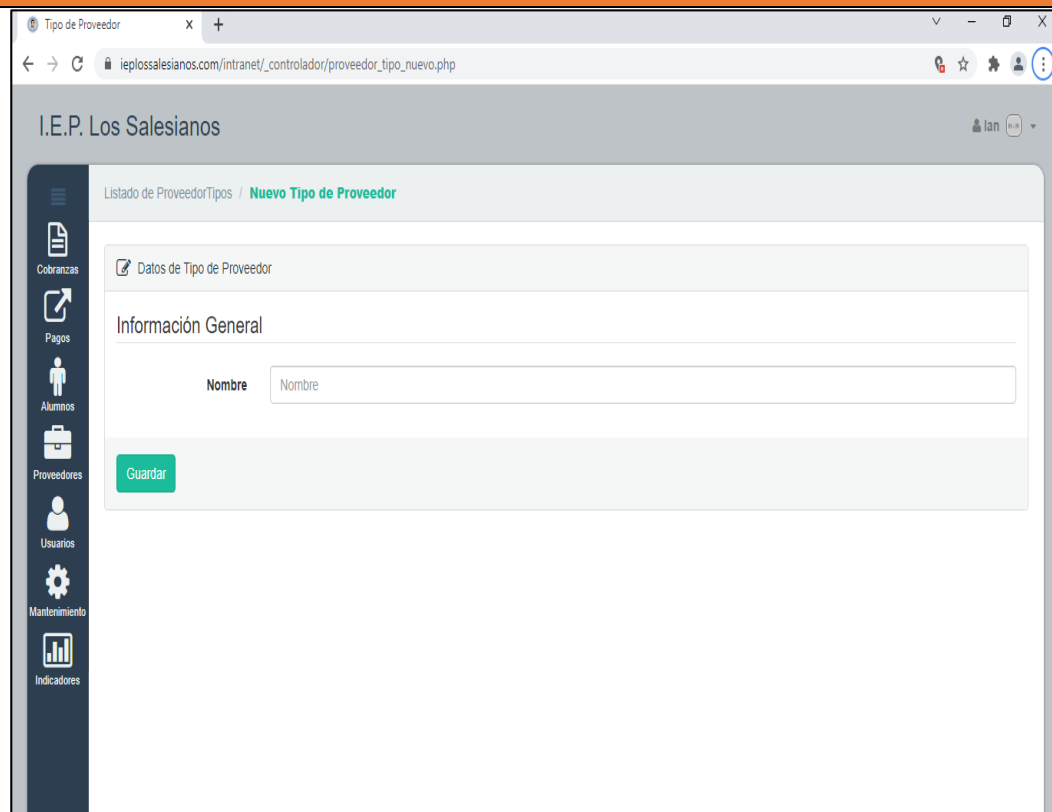 Tipo de Proveedor
ieplossalesianos.com/intranet/_controlador/proveedor_tipo_nuevo.php
I.E.P. Los Salesianos
Ian
Listado de ProveedorTipos / Nuevo Tipo de Proveedor
Cobranzas
Pagos
Alumnos
Proveedores
Usuarios
Mantenimiento
Indicadores
Datos de Tipo de Proveedor
Información General
Nombre Nombre
Guardar